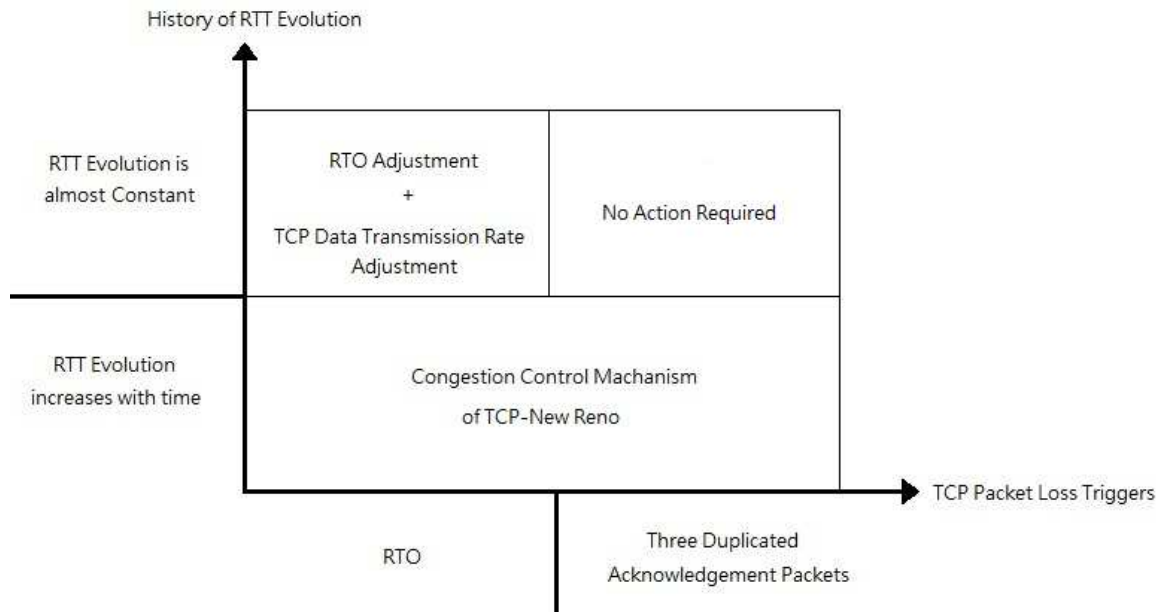 History of RTT Evolution
RTT Evolution is
almost Constant
RTO Adjustment
+
TCP Data Transmission Rate
Adjustment
No Action Required
RTT Evolution
increases with time
Congestion Control Machanism
of TCP-New Reno
TCP Packet Loss Triggers
RTO
Three Duplicated
Acknowledgement Packets